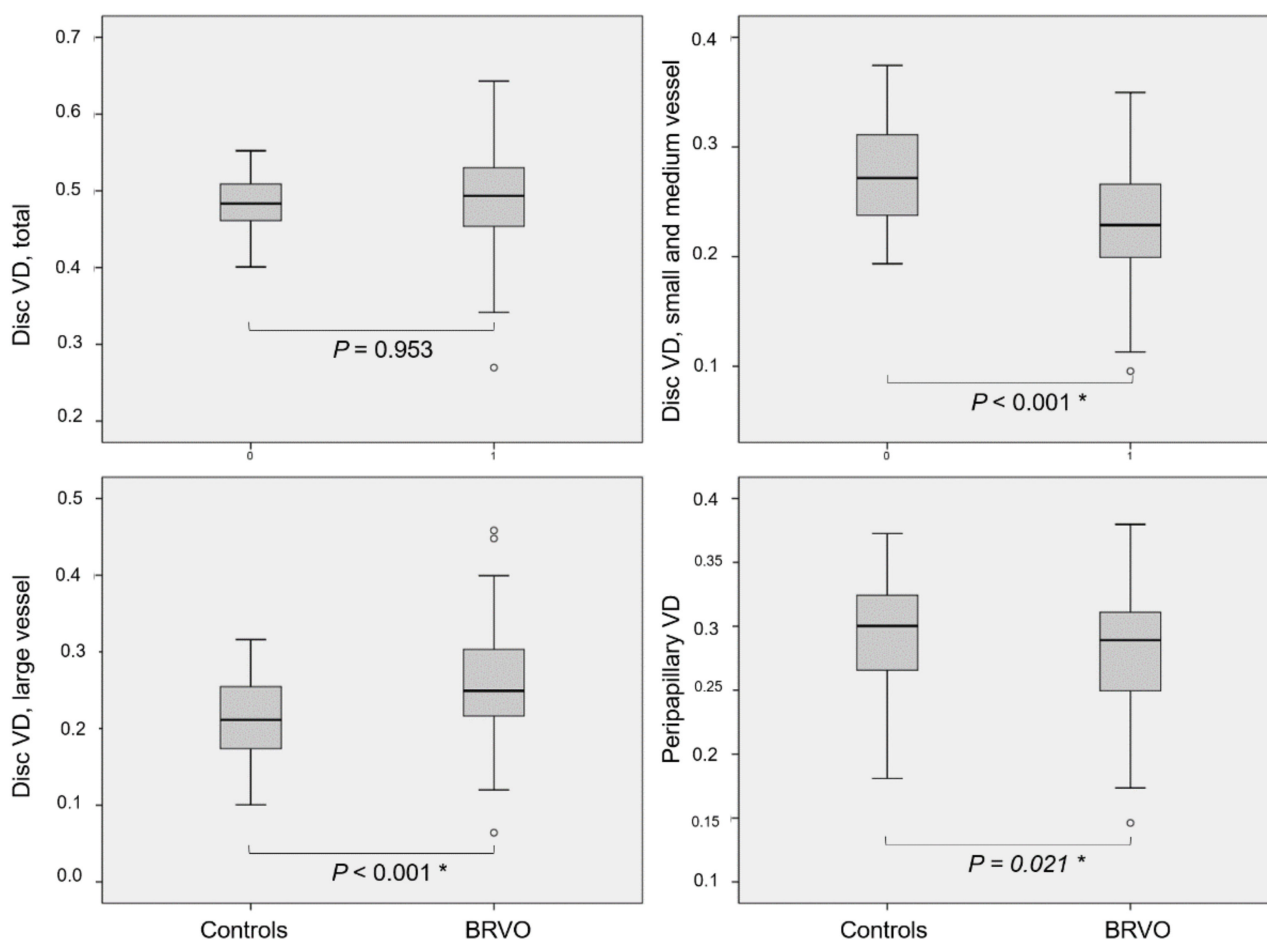 Disc VD, total
0.7
0.6
0.5
0.4
0.3
0.2
P = 0.953
0
1
Disc VD, small and medium vessel
0.4
0.3
0.2
0.1
P < 0.001 *
0
1
Disc VD, large vessel
0.5
0.4
0.3
0.2
0.1
0.0
P < 0.001 *
Controls
BRVO
Peripapillary VD
0.4
0.35
0.3
0.25
0.2
0.15
0.1
P = 0.021 *
Controls
BRVO